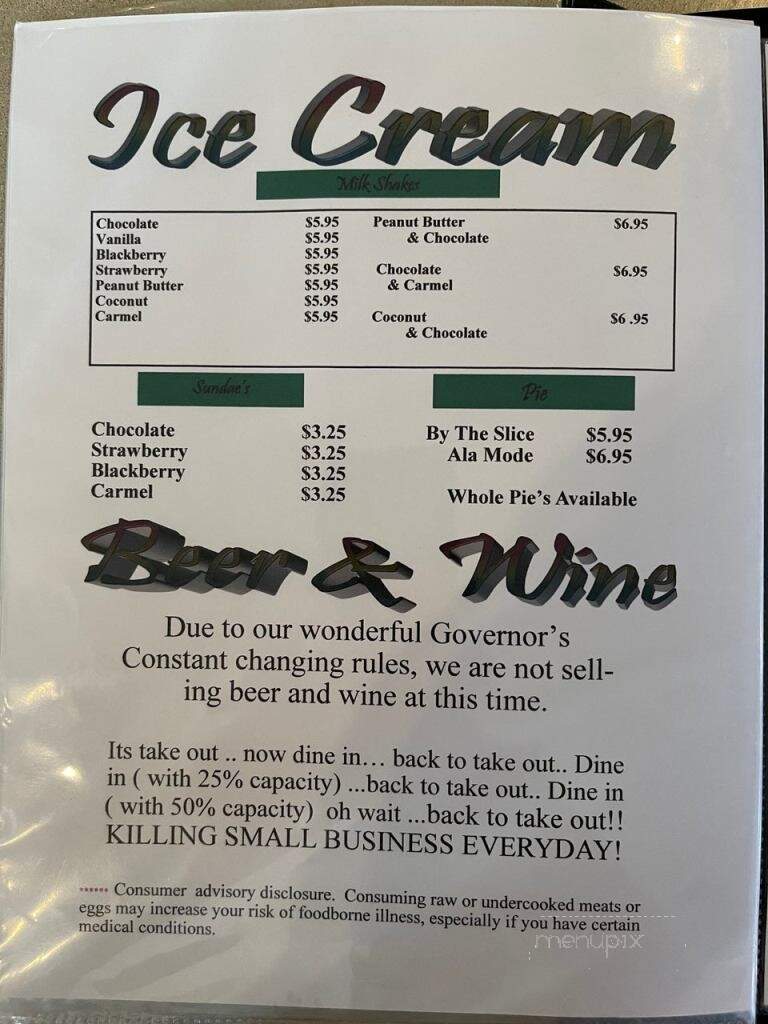 Ice Cream
Milk Shakes
Chocolate $5.95
Vanilla $5.95
Blackberry $5.95
Strawberry $5.95
Peanut Butter $5.95
Coconut $5.95
Carmel $5.95
Peanut Butter $6.95
& Chocolate
Chocolate $6.95
& Carmel
Coconut $6 .95
& Chocolate
Sundae's
Chocolate $3.25
Strawberry $3.25
Blackberry $3.25
Carmel $3.25
Pie
By The Slice $5.95
Ala Mode $6.95
Whole Pie's Available
Beer & Wine
Due to our wonderful Governor's
Constant changing rules, we are not sell-
ing beer and wine at this time.
Its take out .. now dine in... back to take out.. Dine
in ( with 25% capacity) ...back to take out.. Dine in
( with 50% capacity) oh wait ...back to take out!!
KILLING SMALL BUSINESS EVERYDAY!
...... Consumer advisory disclosure. Consuming raw or undercooked meats or
eggs may increase your risk of foodborne illness, especially if you have certain
medical conditions.
menupix